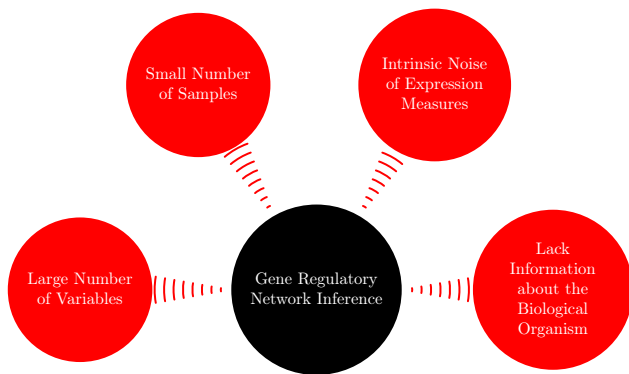 Small Number
of Samples
Intrinsic Noise
of Expression
Measures
Large Number
of Variables
Gene Regulatory
Network Inference
Lack
Information
about the
Biological
Organism